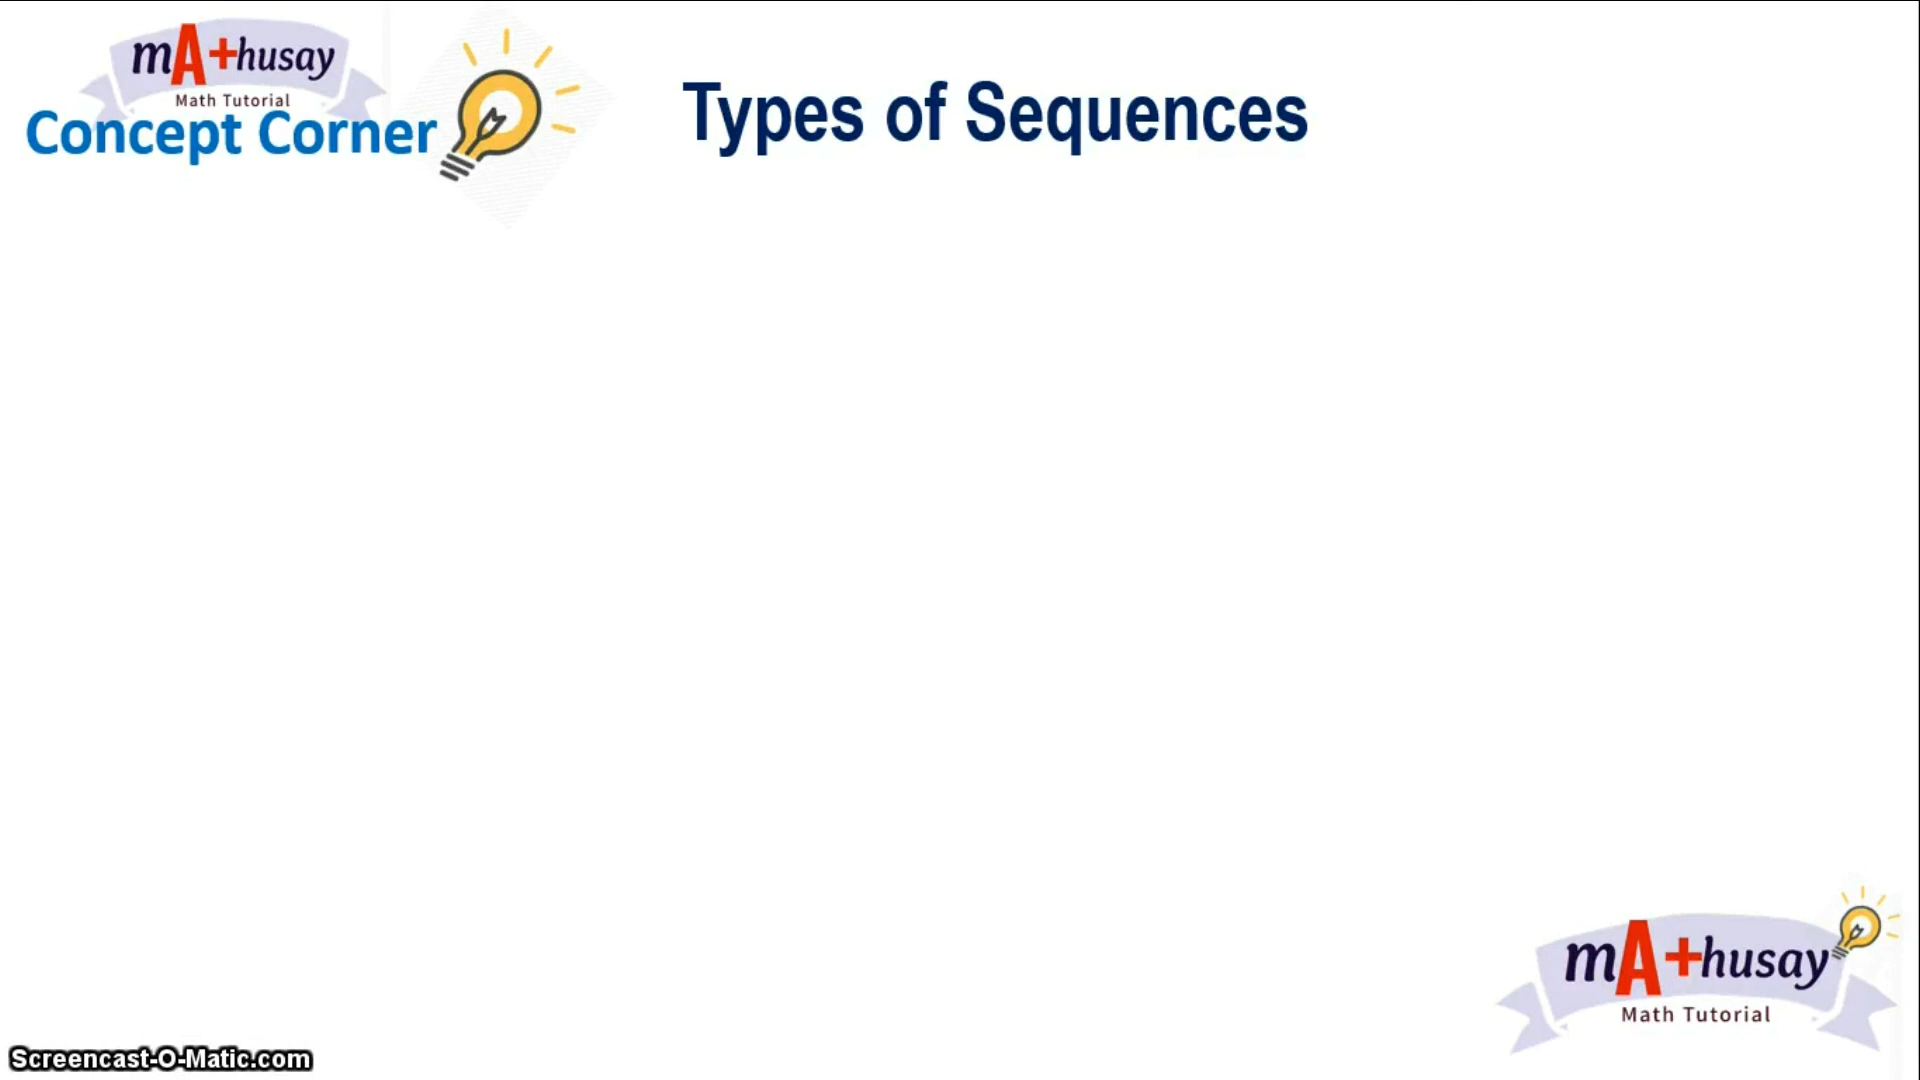 mA+husay
Math Tutorial
Concept Corner
Types of Sequences
mA+husay
Math Tutorial
Screencast-O-Matic.com